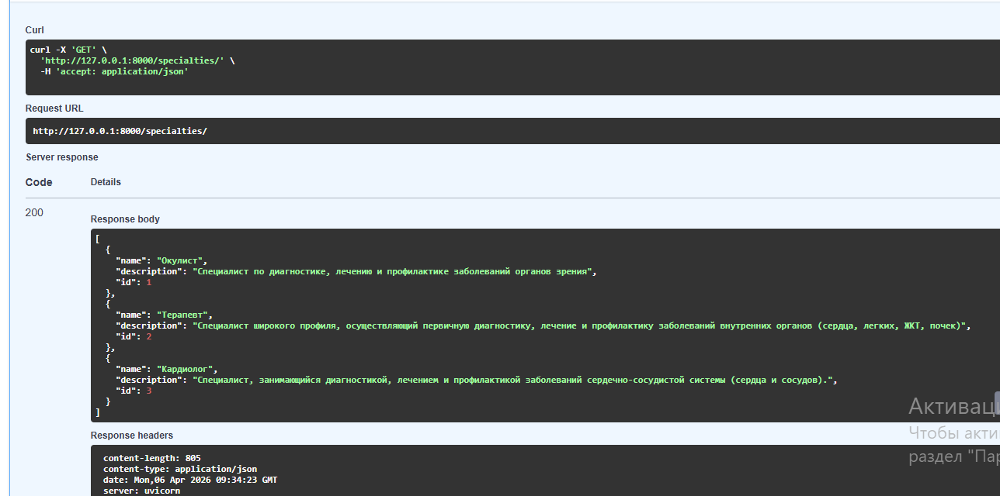 Curl
curl -X 'GET' \
'http://127.0.0.1:8000/specialties/' \
-H 'accept: application/json'
Request URL
http://127.0.0.1:8000/specialties/
Server response
Code Details
200
Response body
[
{
"name": "Окулист",
"description": "Специалист по диагностике, лечению и профилактике заболеваний органов зрения",
"id": 1
},
{
"name": "Терапевт",
"description": "Специалист широкого профиля, осуществляющий первичную диагностику, лечение и профилактику заболеваний внутренних органов (сердца, легких, ЖКТ, почек)",
"id": 2
},
{
"name": "Кардиолог",
"description": "Специалист, занимающийся диагностикой, лечением и профилактикой заболеваний сердечно-сосудистой системы (сердца и сосудов).",
"id": 3
}
]
Response headers
content-length: 805
content-type: application/json
date: Mon,06 Apr 2026 09:34:23 GMT
server: uvicorn
Чтобы
раздел